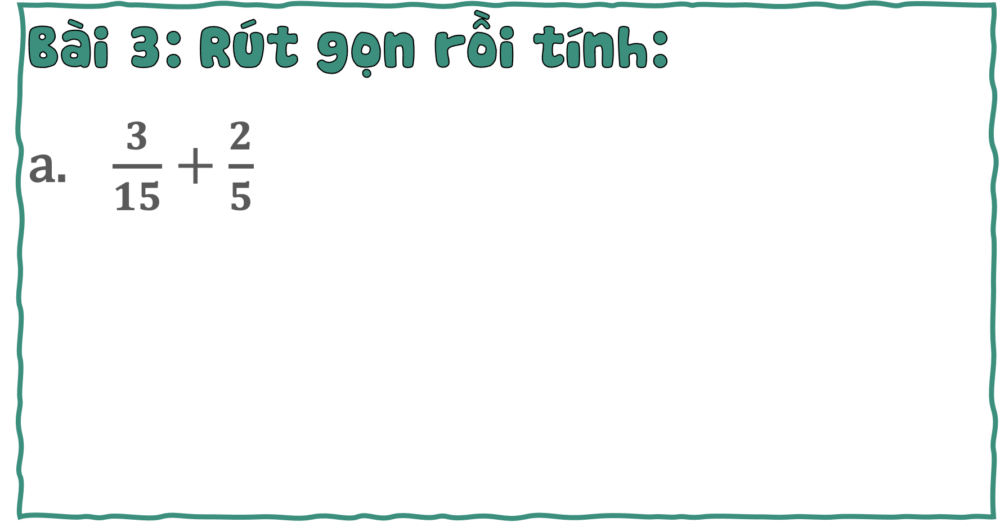 Bài 3: Rút gọn rồi tính:
a. 3/15 + 2/5